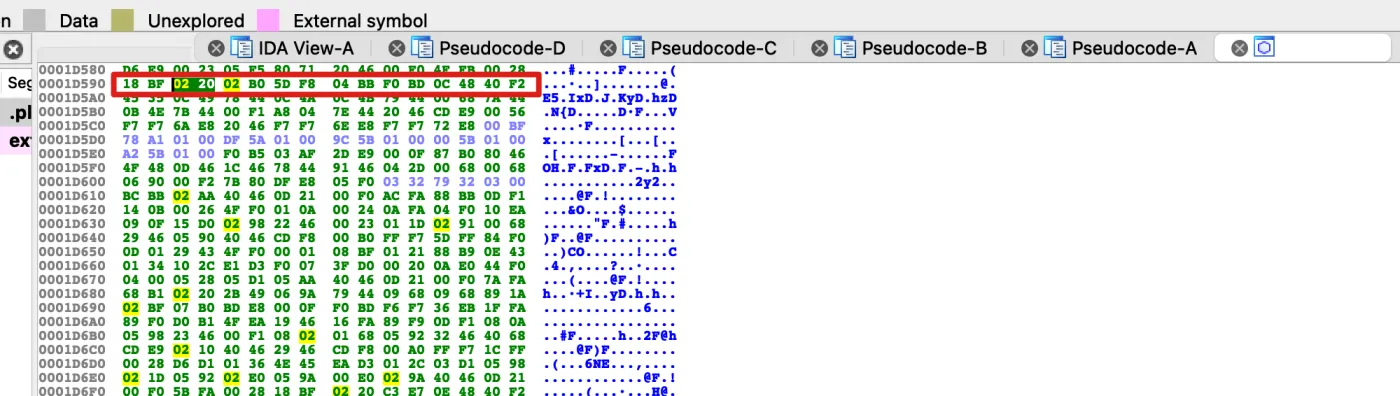 n Data Unexplored External symbol
IDA View-A Pseudocode-D Pseudocode-C Pseudocode-B Pseudocode-A
0001D580 D6 E9 00 23 05 F5 80 71 20 46 00 F0 4F FB 00 28 ...#.....F.....(
Seg 0001D590 18 BF 02 20 02 B0 5D F8 04 BB F0 BD 0C 48 40 F2
0001D5A0 45 35 0C 49 78 44 0C 4A 0C 4B 79 44 00 68 7A 44 E5.IxD.J.KyD.hzD
.pl 0001D5B0 0B 4E 7B 44 00 F1 A8 04 7E 44 20 46 CD E9 00 56 .N{D....~D.F...V
0001D5C0 F7 F7 6A E8 20 46 F7 F7 6E E8 F7 F7 72 E8 00 BF
ex 0001D5D0 78 A1 01 00 DF 5A 01 00 9C 5B 01 00 00 5B 01 00 x........[...[..
0001D5E0 A2 5B 01 00 F0 B5 03 AF 2D E9 00 0F 87 B0 80 46 .[......-......F
0001D5F0 4F 48 0D 46 1C 46 78 44 91 46 04 2D 00 68 00 68 OH.F.FxD.F.-.h.h
0001D600 06 90 00 F2 7B 80 DF E8 05 F0 03 32 79 32 03 00 ...........2y2..
0001D610 BC BB 02 AA 40 46 0D 21 00 F0 AC FA 88 BB 0D F1 ....@F.!........
0001D620 14 0B 00 26 4F F0 01 0A 00 24 0A FA 04 F0 10 EA ...&O....$......
0001D630 09 0F 15 D0 02 98 22 46 00 23 01 1D 02 91 00 68 ......"F.#.....h
0001D640 29 46 05 90 40 46 CD F8 00 B0 FF F7 5D FF 84 F0 )F..@F..........
0001D650 0D 01 29 43 4F F0 00 01 08 BF 01 21 88 B9 0E 43 ..)CO......!...C
0001D660 01 34 10 2C E1 D3 F0 07 3F D0 00 20 0A E0 44 F0
0001D670 04 00 05 28 05 D1 05 AA 40 46 0D 21 00 F0 7A FA ...(....@F.!....
0001D680 68 B1 02 20 2B 49 06 9A 79 44 09 68 09 68 89 1A h...+I..yD.h.h..
0001D690 02 BF 07 B0 BD E8 00 0F F0 BD F6 F7 36 EB 1F FA ............6...
0001D6A0 89 F0 D0 B1 4F EA 19 46 16 FA 89 F9 0D F1 08 0A
0001D6B0 05 98 23 46 00 F1 08 02 01 68 05 92 32 46 40 68 ..#F.....h..2F@h
0001D6C0 CD E9 02 10 40 46 29 46 CD F8 00 A0 FF F7 1C FF ....@F)F........
0001D6D0 00 28 D6 D1 01 36 4E 45 EA D3 01 2C 03 D1 05 98 .(...6NE...,....
0001D6E0 02 1D 05 92 02 E0 05 9A 00 E0 02 9A 40 46 0D 21 ............@F.!
0001D6F0 00 F0 5B FA 00 28 18 BF 02 20 C3 E7 0E 48 40 F2